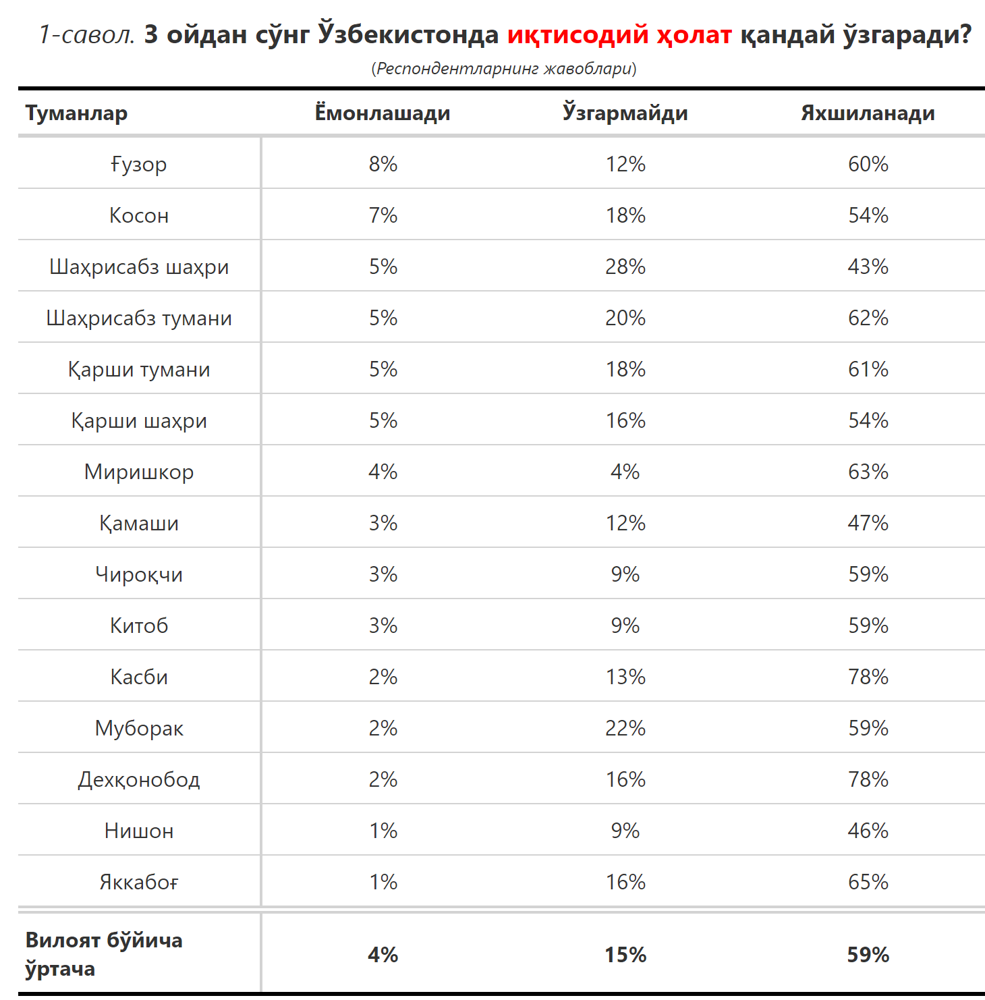 1-савол. 3 ойдан сўнг Ўзбекистонда иқтисодий ҳолат қандай ўзгаради?
(Респондентларнинг жавоблари)
Туманлар Ёмонлашади Ўзгармайди Яхшиланади
Ғузор 8% 12% 60%
Косон 7% 18% 54%
Шаҳрисабз шаҳри 5% 28% 43%
Шаҳрисабз тумани 5% 20% 62%
Қарши тумани 5% 18% 61%
Қарши шаҳри 5% 16% 54%
Миришкор 4% 4% 63%
Қамаши 3% 12% 47%
Чироқчи 3% 9% 59%
Китоб 3% 9% 59%
Касби 2% 13% 78%
Муборак 2% 22% 59%
Дехқонобод 2% 16% 78%
Нишон 1% 9% 46%
Яккабоғ 1% 16% 65%
Вилоят бўйича
ўртача 4% 15% 59%